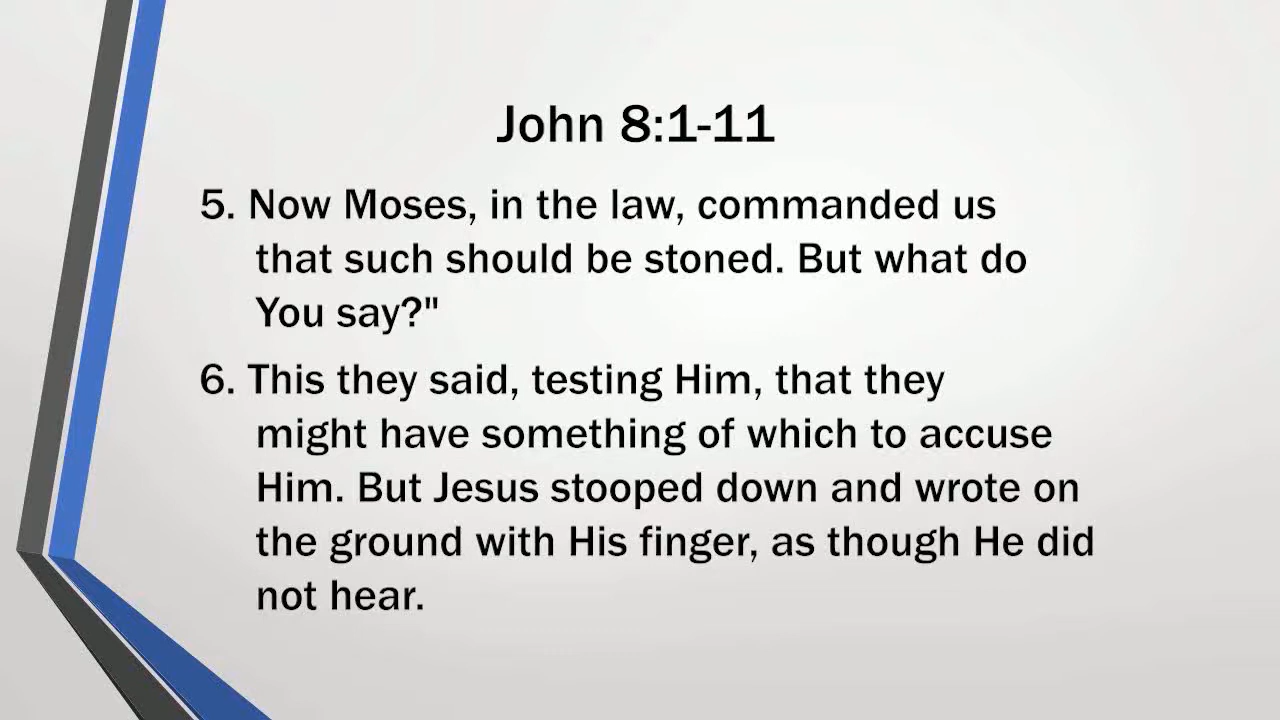 John 8:1-11
5. Now Moses, in the law, commanded us
that such should be stoned. But what do
You say?"
6. This they said, testing Him, that they
might have something of which to accuse
Him. But Jesus stooped down and wrote on
the ground with His finger, as though He did
not hear.